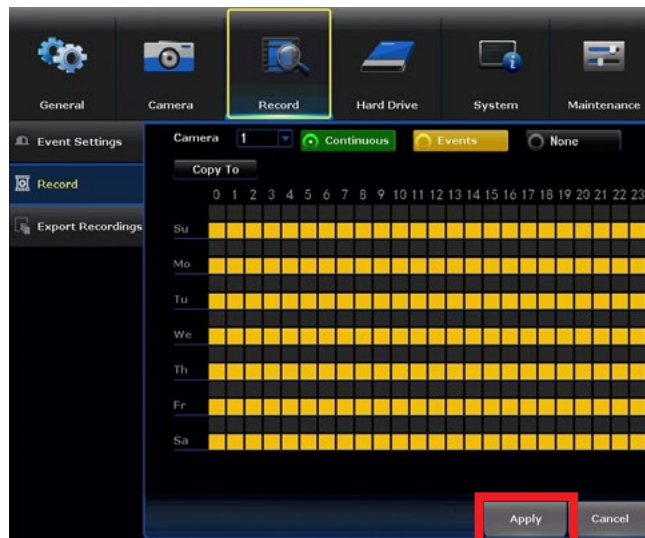 General Camera Record Hard Drive System Maintenance
Event Settings
Record
Export Recordings
Camera 1 Continuous Events None
Copy To
0 1 2 3 4 5 6 7 8 9 10 11 12 13 14 15 16 17 18 19 20 21 22 23
Su
Mo
Tu
We
Th
Fr
Sa
Apply Cancel